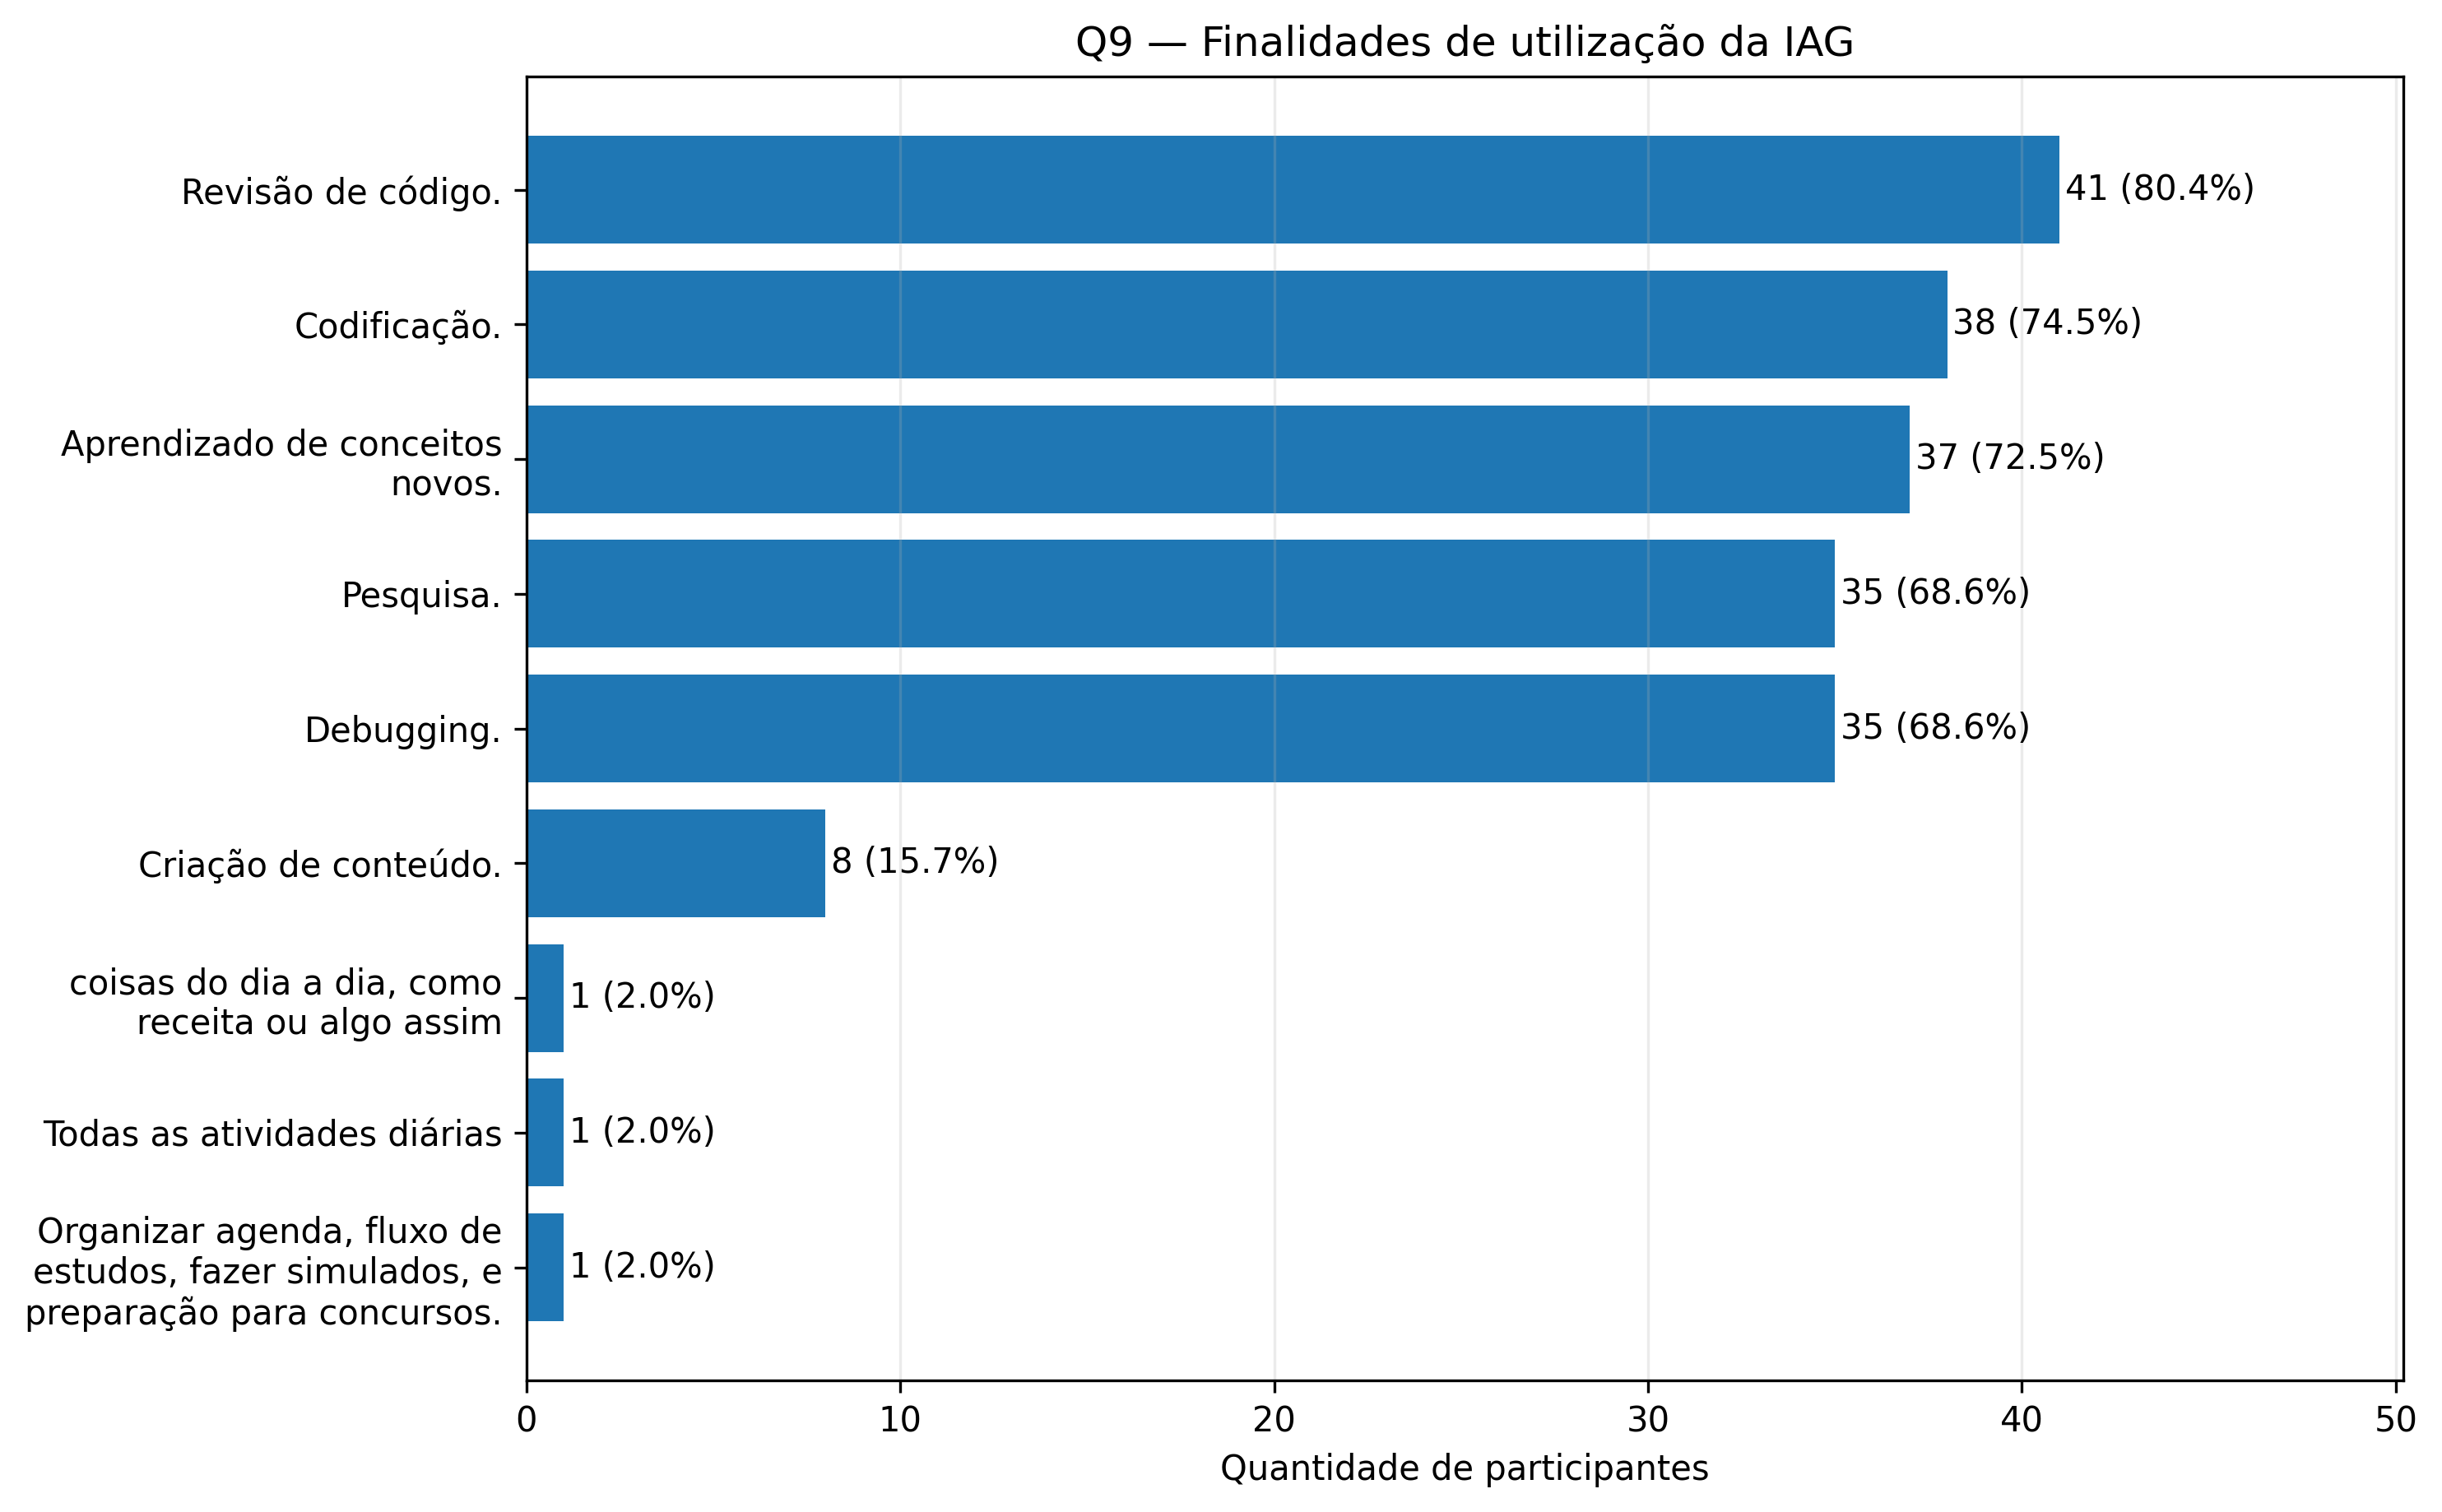 Q9 — Finalidades de utilização da IAG
Revisão de código.
41 (80.4%)
Codificação.
38 (74.5%)
Aprendizado de conceitos
novos.
37 (72.5%)
Pesquisa.
35 (68.6%)
Debugging.
35 (68.6%)
Criação de conteúdo.
8 (15.7%)
coisas do dia a dia, como
receita ou algo assim
1 (2.0%)
Todas as atividades diárias
1 (2.0%)
Organizar agenda, fluxo de
estudos, fazer simulados, e
preparação para concursos.
1 (2.0%)
0 10 20 30 40 50
Quantidade de participantes